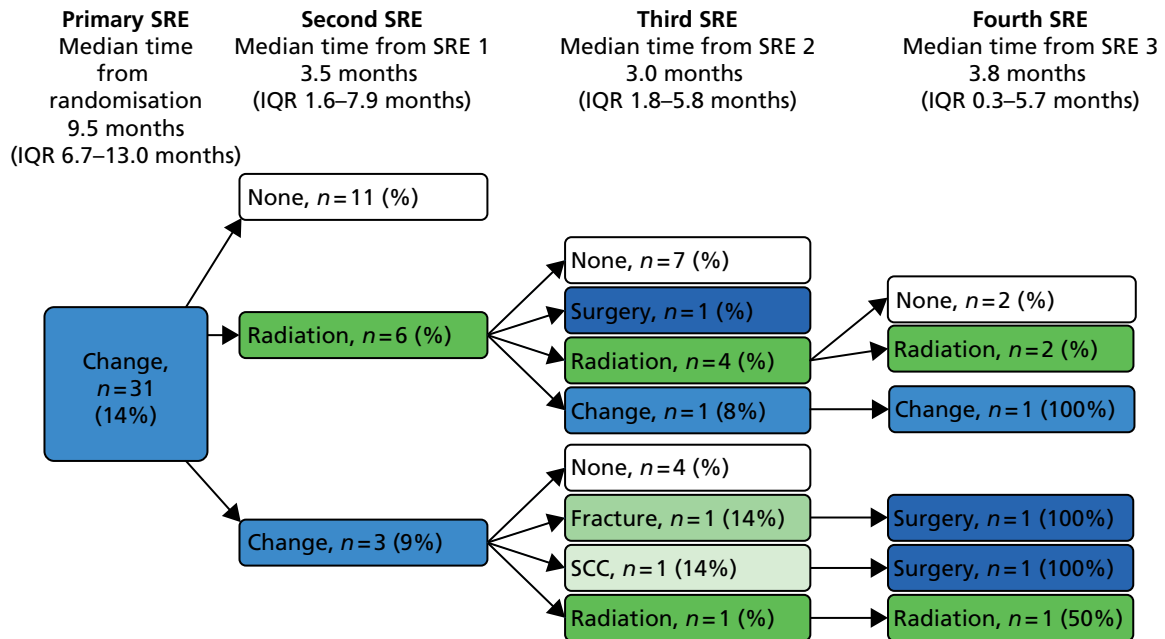 Primary SRE
Median time
from
randomisation
9.5 months
(IQR 6.7–13.0 months)
Second SRE
Median time from SRE 1
3.5 months
(IQR 1.6–7.9 months)
Third SRE
Median time from SRE 2
3.0 months
(IQR 1.8–5.8 months)
Fourth SRE
Median time from SRE 3
3.8 months
(IQR 0.3–5.7 months)
Change,
n=31
(14%)
None, n=11 (%)
Radiation, n=6 (%)
Change, n=3 (9%)
None, n=7 (%)
Surgery, n=1 (%)
Radiation, n=4 (%)
Change, n=1 (8%)
None, n=4 (%)
Fracture, n=1 (14%)
SCC, n=1 (14%)
Radiation, n=1 (%)
None, n=2 (%)
Radiation, n=2 (%)
Change, n=1 (100%)
Surgery, n=1 (100%)
Surgery, n=1 (100%)
Radiation, n=1 (50%)